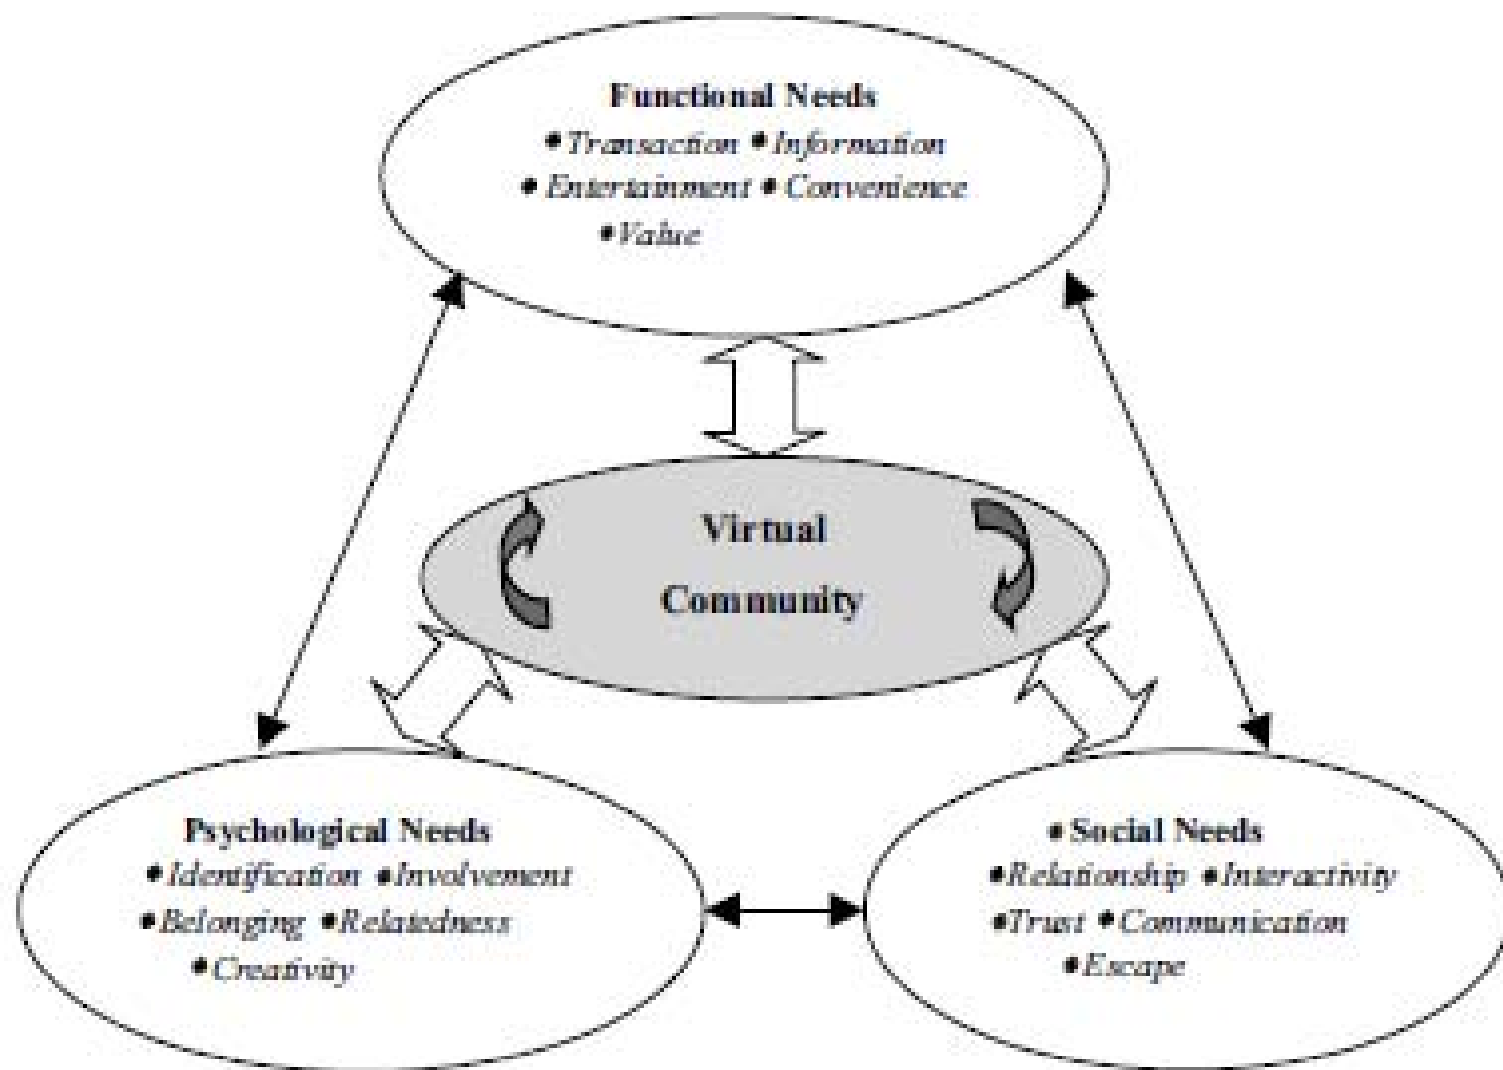 Functional Needs
•Transaction •Information
•Entertainment •Convenience
•Value
Virtual
Community
Psychological Needs
•Identification •Involvement
•Belonging •Relatedness
•Creativity
•Social Needs
•Relationship •Interactivity
•Trust •Communication
•Escape